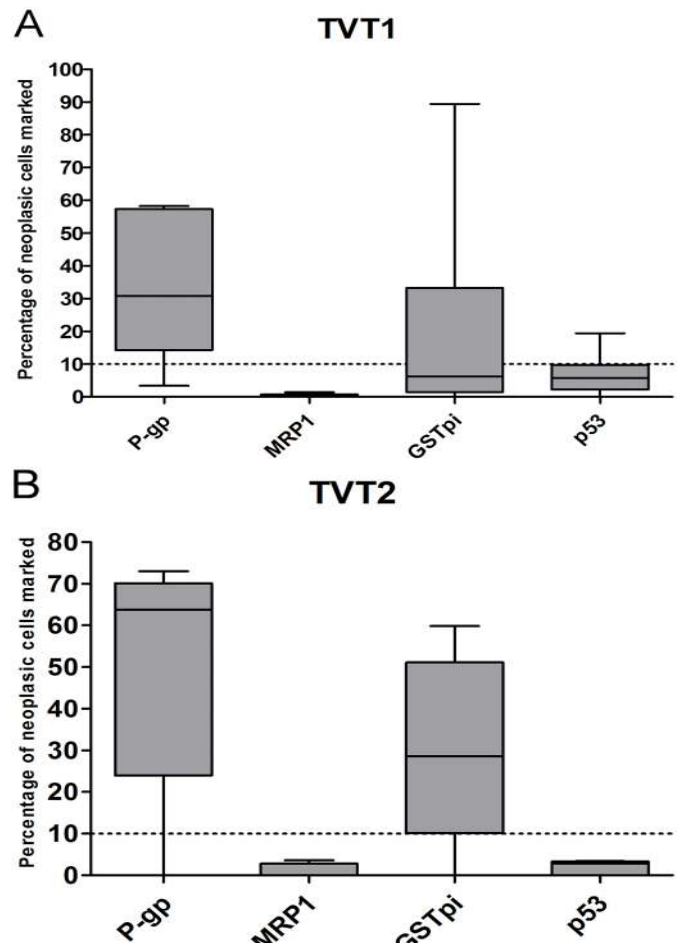 A
TVT1
Percentage of neoplasic cells marked
100
90
80
70
60
50
40
30
20
10
0
P-gp
MRP1
GSTpi
p53
B
TVT2
Percentage of neoplasic cells marked
80
70
60
50
40
30
20
10
0
P-gp
MRP1
GSTpi
p53